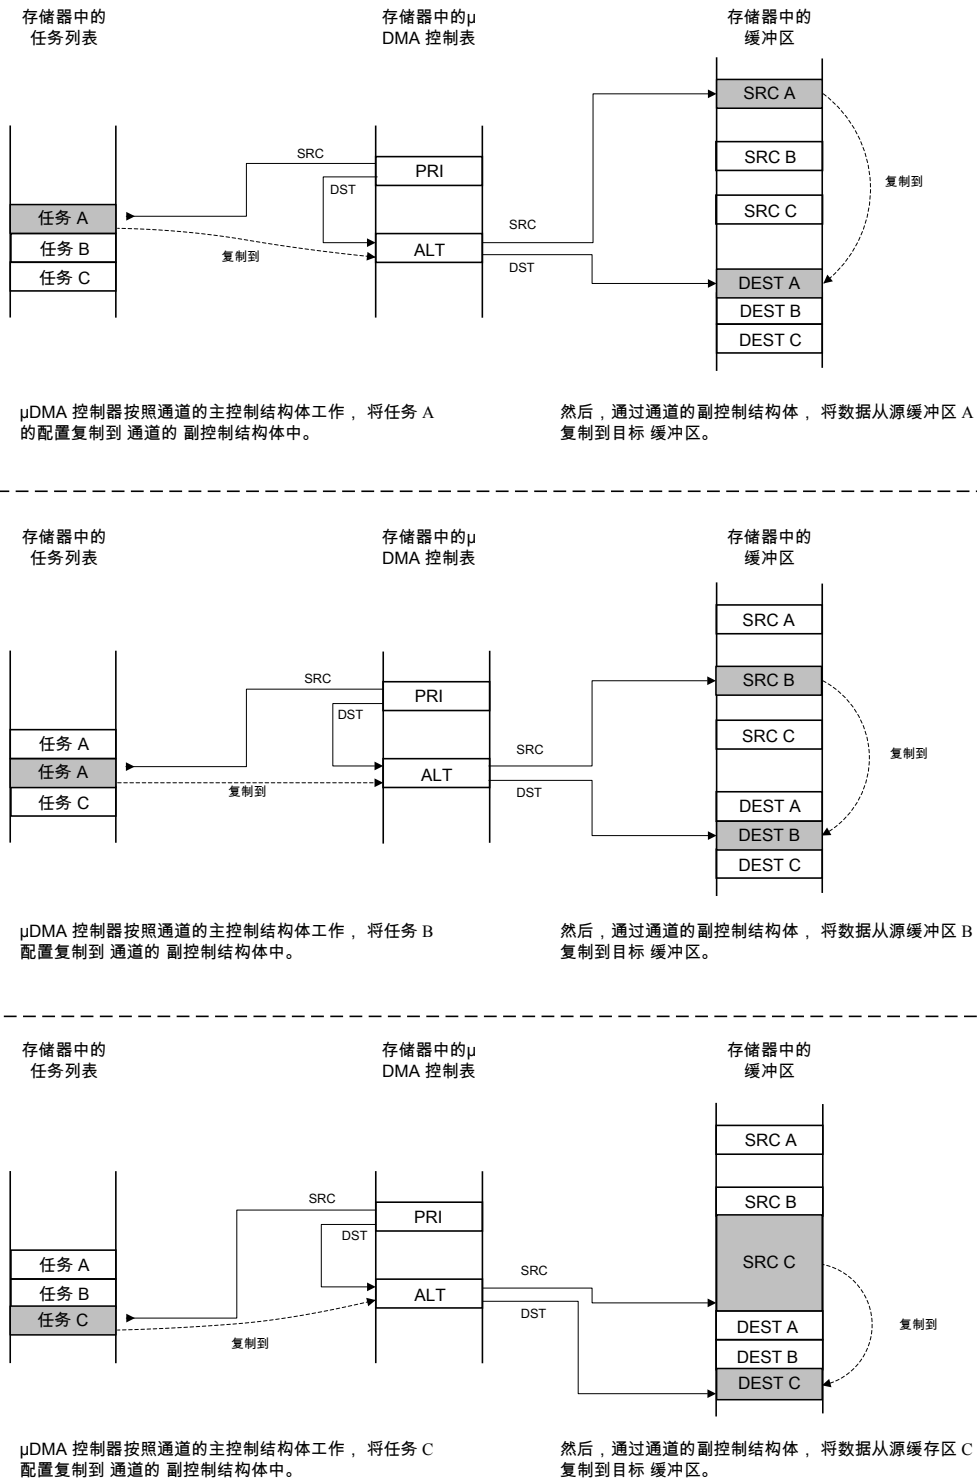 存储器中的
任务列表
存储器中的μ
DMA 控制表
存储器中的
缓冲区
SRC A
SRC B
SRC C
DEST A
DEST B
DEST C
SRC
PRI
DST
任务 A
任务 B
任务 C
复制到
ALT
SRC
DST
复制到
μDMA 控制器按照通道的主控制结构体工作， 将任务 A
的配置复制到 通道的 副控制结构体中。
然后，通过通道的副控制结构体， 将数据从源缓冲区 A
复制到目标 缓冲区。
存储器中的
任务列表
存储器中的μ
DMA 控制表
存储器中的
缓冲区
SRC A
SRC B
SRC C
DEST A
DEST B
DEST C
SRC
PRI
DST
任务 A
任务 A
任务 C
复制到
ALT
SRC
DST
复制到
μDMA 控制器按照通道的主控制结构体工作， 将任务 B
配置复制到 通道的 副控制结构体中。
然后，通过通道的副控制结构体， 将数据从源缓冲区 B
复制到目标 缓冲区。
存储器中的
任务列表
存储器中的μ
DMA 控制表
存储器中的
缓冲区
SRC A
SRC B
SRC C
DEST A
DEST B
DEST C
SRC
PRI
DST
任务 A
任务 B
任务 C
复制到
ALT
SRC
DST
复制到
μDMA 控制器按照通道的主控制结构体工作， 将任务 C
配置复制到 通道的 副控制结构体中。
然后，通过通道的副控制结构体， 将数据从源缓存区 C
复制到目标 缓冲区。